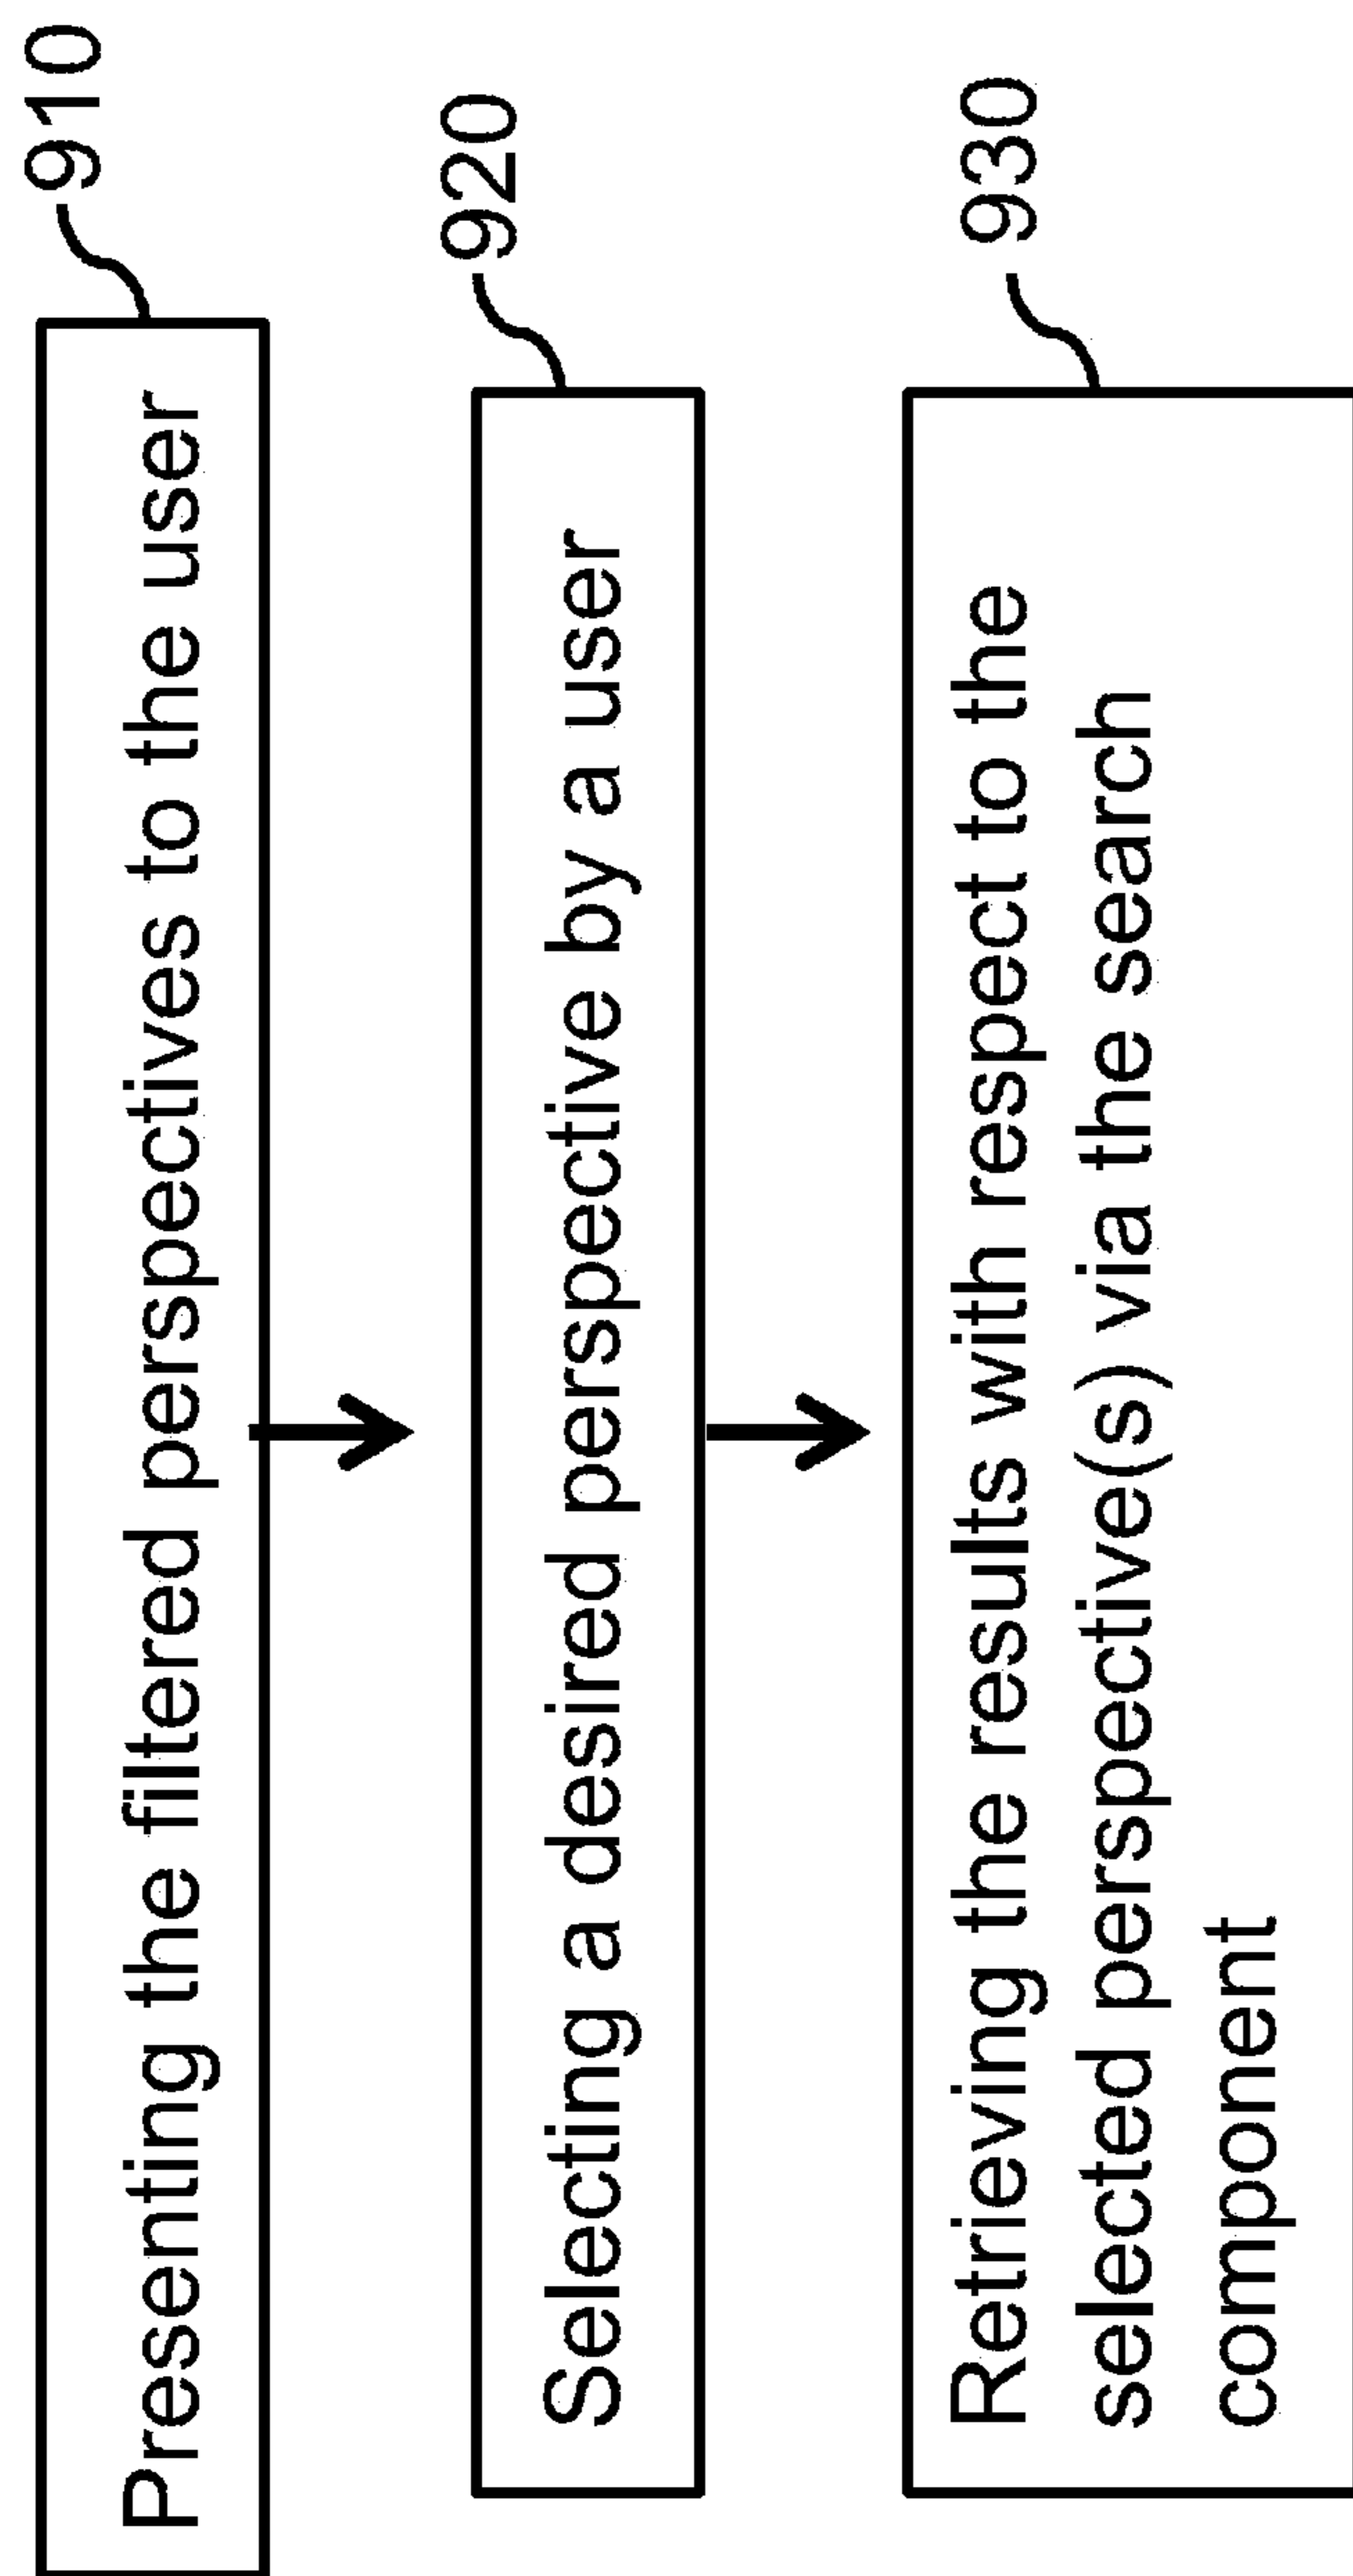 Presenting the filtered perspectives to the user
910
Selecting a desired perspective by a user
920
Retrieving the results with respect to the
selected perspective(s) via the search
component
930